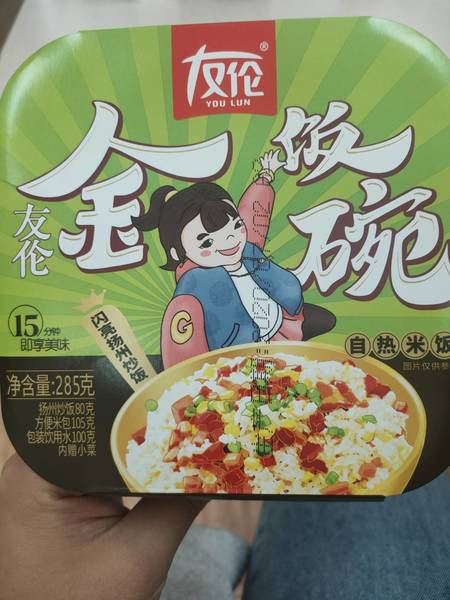 友伦®
YOU LUN
金饭碗
友伦
15分钟
即享美味
闪亮扬州炒饭
G
自热米饭
图片仅供参
净含量:285克
扬州炒饭80克
方便米包105克
包装饮用水100克
内赠小菜